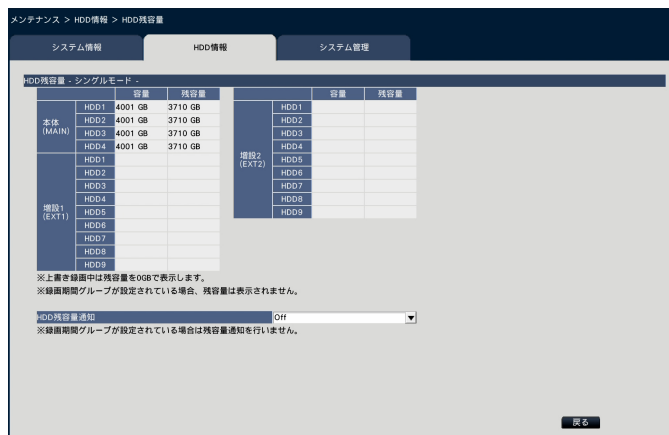 メンテナンス > HDD情報 > HDD残容量
システム情報 HDD情報 システム管理
HDD残容量 - シングルモード -
容量 残容量
本体
(MAIN)
HDD1 4001 GB 3710 GB
HDD2 4001 GB 3710 GB
HDD3 4001 GB 3710 GB
HDD4 4001 GB 3710 GB
増設1
(EXT1)
HDD1
HDD2
HDD3
HDD4
HDD5
HDD6
HDD7
HDD8
HDD9
容量 残容量
増設2
(EXT2)
HDD1
HDD2
HDD3
HDD4
HDD5
HDD6
HDD7
HDD8
HDD9
※上書き録画中は残容量を0GBで表示します。
※録画期間グループが設定されている場合、残容量は表示されません。
HDD残容量通知 Off
※録画期間グループが設定されている場合は残容量通知を行いません。
戻る